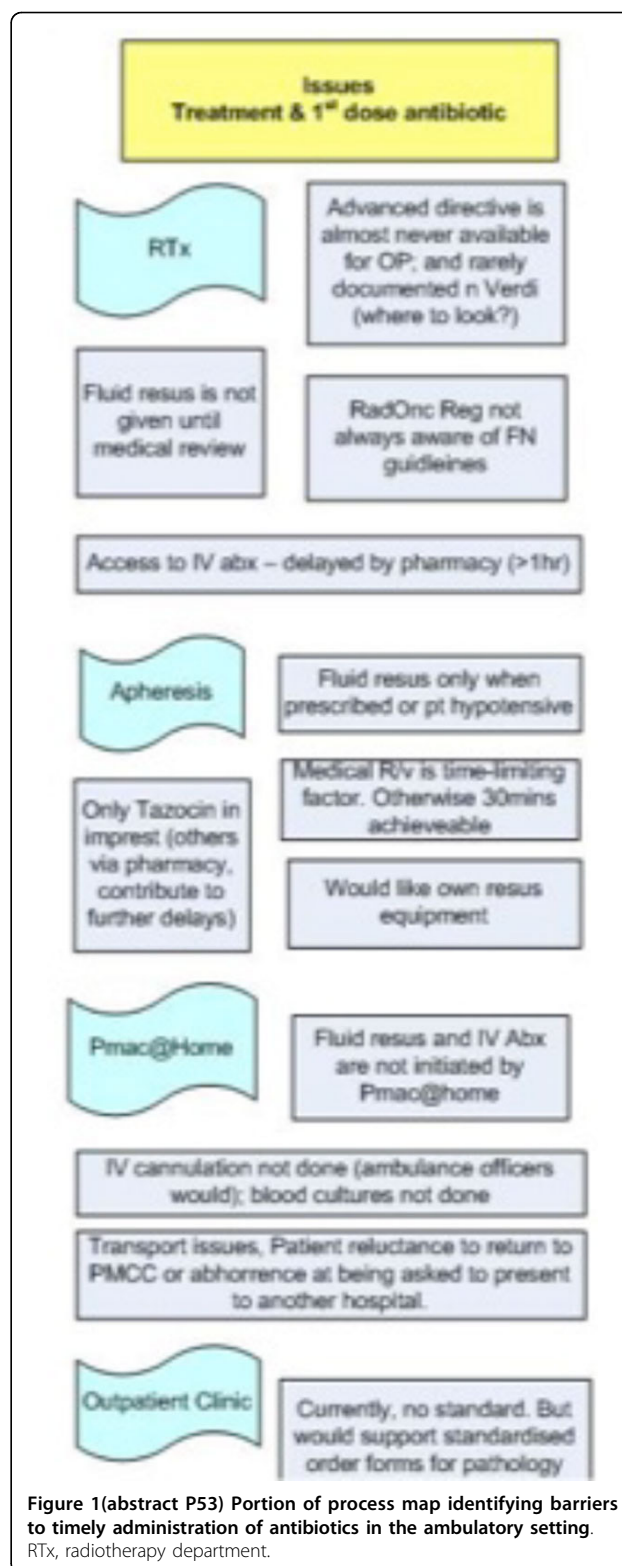 Issues
Treatment & 1st dose antibiotic
RTx
Advanced directive is
almost never available
for OP; and rarely
documented n Verdi
(where to look?)
Fluid resus is not
given until
medical review
RadOnc Reg not
always aware of FN
guidleines
Access to IV abx – delayed by pharmacy (>1hr)
Apheresis
Fluid resus only when
prescribed or pt hypotensive
Only Tazocin in
imprest (others
via pharmacy,
contribute to
further delays)
Medical R/v is time-limiting
factor. Otherwise 30mins
achieveable
Would like own resus
equipment
Pmac@Home
Fluid resus and IV Abx
are not initiated by
Pmac@home
IV cannulation not done (ambulance officers
would); blood cultures not done
Transport issues, Patient reluctance to return to
PMCC or abhorrence at being asked to present
to another hospital.
Outpatient Clinic
Currently, no standard. But
would support standardised
order forms for pathology
Figure 1(abstract P53) Portion of process map identifying barriers
to timely administration of antibiotics in the ambulatory setting.
RTx, radiotherapy department.